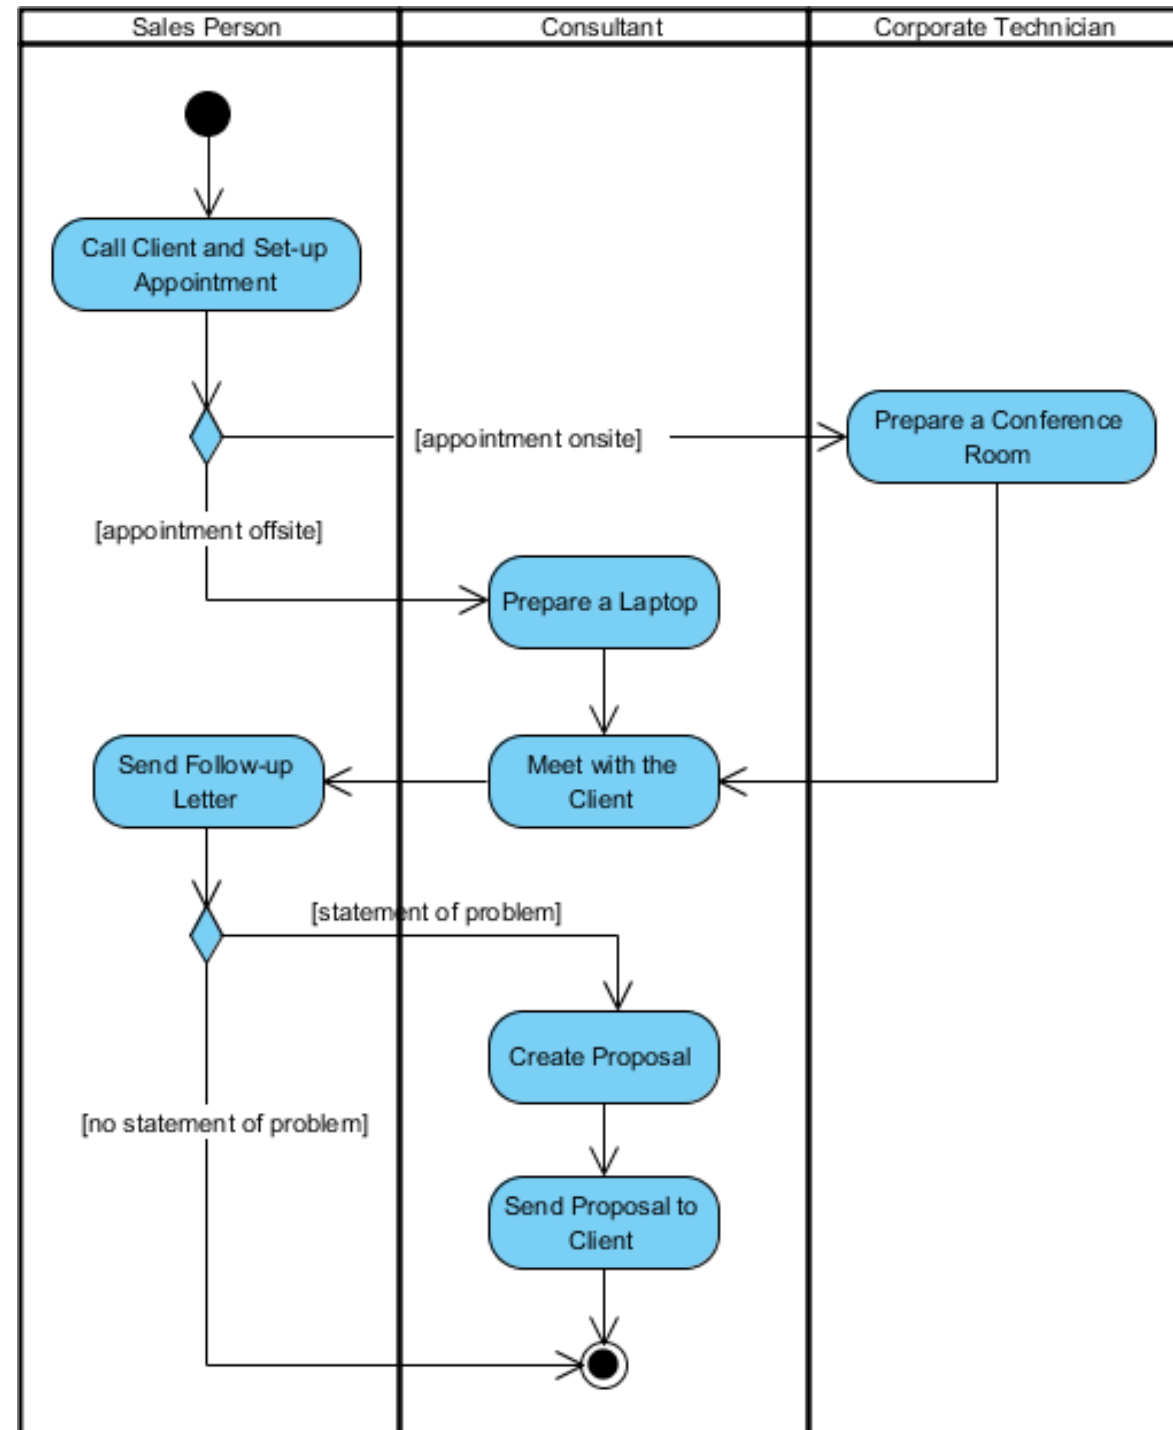 Sales Person
Consultant
Corporate Technician
Call Client and Set-up
Appointment
[appointment onsite]
Prepare a Conference
Room
[appointment offsite]
Prepare a Laptop
Send Follow-up
Letter
Meet with the
Client
[statement of problem]
Create Proposal
[no statement of problem]
Send Proposal to
Client